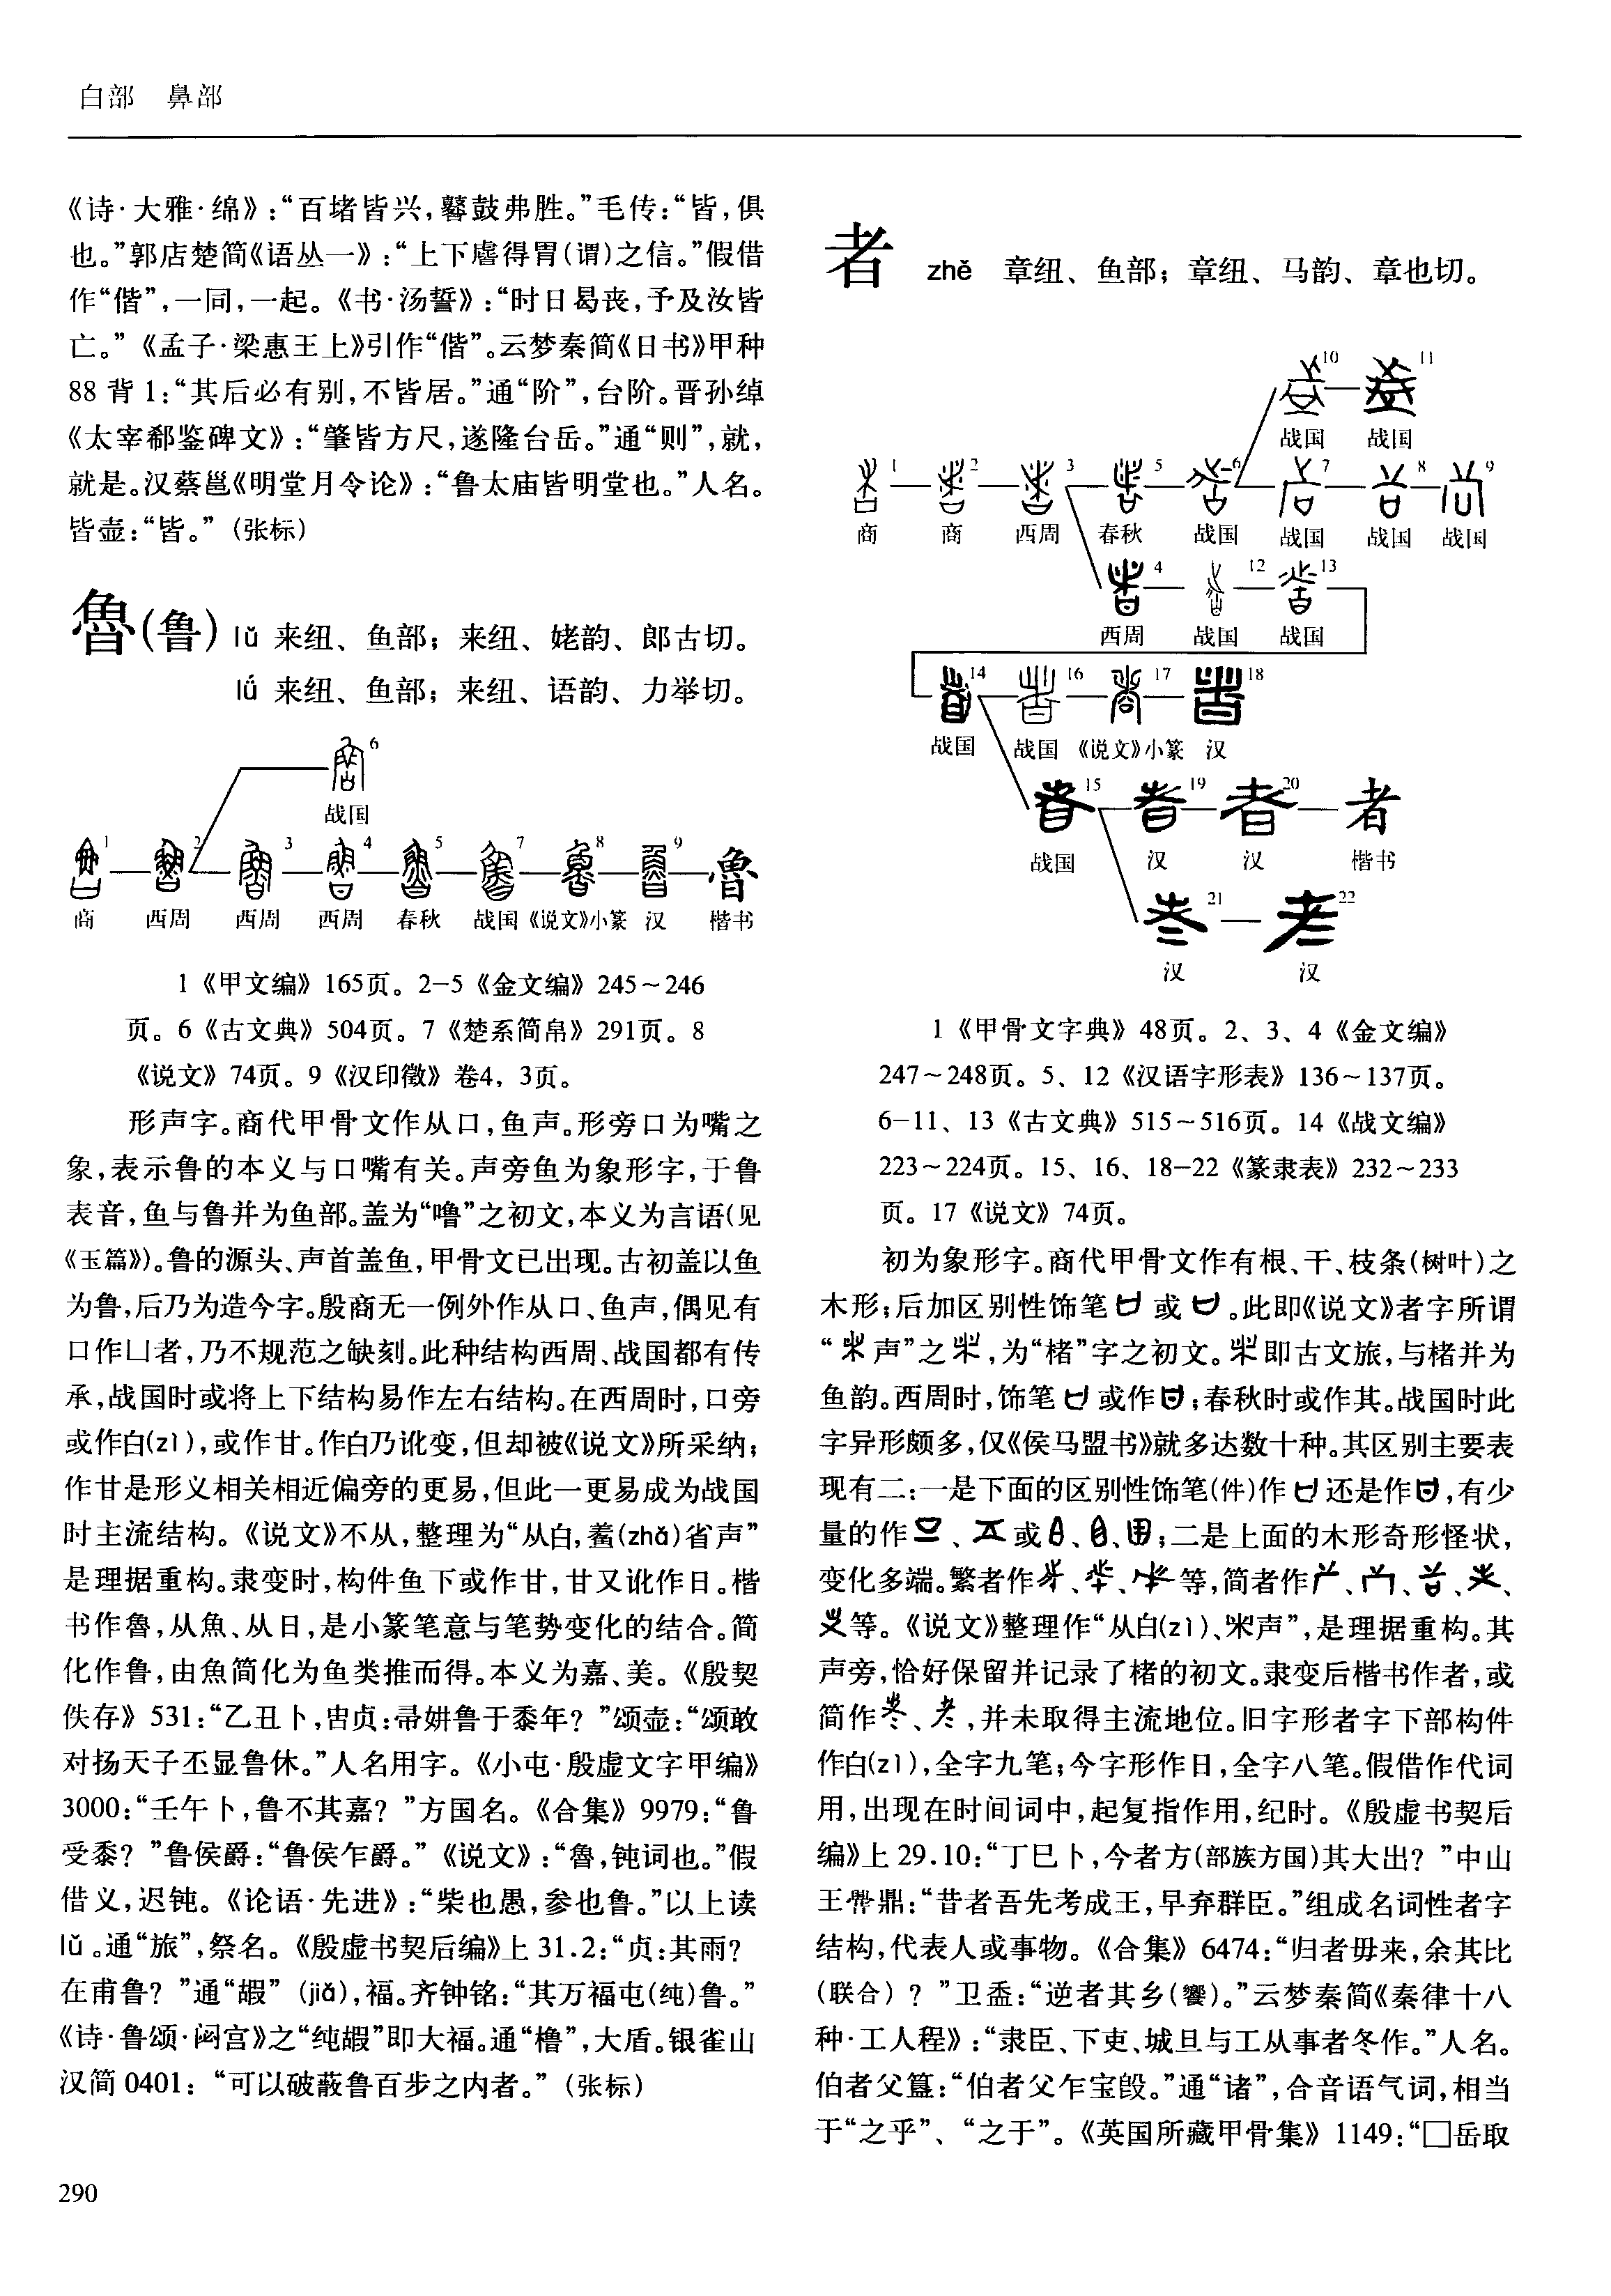 白部　鼻部
《诗·大雅·绵》:“百堵皆兴,鼛鼓弗胜。”毛传:“皆,俱
也。”郭店楚简《语丛一》:“上下虘得胃(谓)之信。”假借
作“偕”,一同,一起。《书·汤誓》:“时日曷丧,予及汝皆
亡。”《孟子·梁惠王上》引作“偕”。云梦秦简《日书》甲种
88背1:“其后必有别,不皆居。”通“阶”,台阶。晋孙绰
《太宰郗鉴碑文》:“肇皆方尺,遂隆台岳。”通“则”,就,
就是。汉蔡邕《明堂月令论》:“鲁太庙皆明堂也。”人名。
皆壶:“皆。”(张标)
魯(鲁) lǔ 来纽、鱼部;来纽、姥韵、郎古切。
lǚ 来纽、鱼部;来纽、语韵、力举切。
6
战国
1 2 3 4 5 7 8 9 魯
商 西周 西周 西周 春秋 战国 《说文》小篆 汉 楷书
1《甲文编》165页。2-5《金文编》245~246
页。6《古文典》504页。7《楚系简帛》291页。8
《说文》74页。9《汉印徵》卷4,3页。
形声字。商代甲骨文作从口,鱼声。形旁口为嘴之
象,表示鲁的本义与口嘴有关。声旁鱼为象形字,于鲁
表音,鱼与鲁并为鱼部。盖为“噜”之初文,本义为言语(见
《玉篇》)。鲁的源头、声首盖鱼,甲骨文已出现。古初盖以鱼
为鲁,后乃为造今字。殷商无一例外作从口、鱼声,偶见有
口作凵者,乃不规范之缺刻。此种结构西周、战国都有传
承,战国时或将上下结构易作左右结构。在西周时,口旁
或作白(zì),或作甘。作白乃讹变,但却被《说文》所采纳;
作甘是形义相关相近偏旁的更易,但此一更易成为战国
时主流结构。《说文》不从,整理为“从白,鮺(zhǎ)省声”
是理据重构。隶变时,构件鱼下或作甘,甘又讹作日。楷
书作魯,从魚、从日,是小篆笔意与笔势变化的结合。简
化作鲁,由魚简化为鱼类推而得。本义为嘉、美。《殷契
佚存》531:“乙丑卜,㞢贞:帚妌鲁于黍年?”颂壶:“颂敢
对扬天子丕显鲁休。”人名用字。《小屯·殷虚文字甲编》
3000:“壬午卜,鲁不其嘉?”方国名。《合集》9979:“鲁
受黍?”鲁侯爵:“鲁侯乍爵。”《说文》:“魯,钝词也。”假
借义,迟钝。《论语·先进》:“柴也愚,参也鲁。”以上读
lǔ。通“旅”,祭名。《殷虚书契后编》上31.2:“贞:其雨?
在甫鲁?”通“嘏”(jiǎ),福。齐钟铭:“其万福屯(纯)鲁。”
《诗·鲁颂·闷宫》之“纯嘏”即大福。通“橹”,大盾。银雀山
汉简0401:“可以破蔽鲁百步之内者。”(张标)
者 zhě 章纽、鱼部;章纽、马韵、章也切。
10 11
战国 战国
1 2 3 5 6 7 8 9
商 商 西周 春秋 战国 战国 战国 战国
4 12 13
西周 战国 战国
14 16 17 18
战国 战国 《说文》小篆 汉
15 19 20 者
战国 汉 汉 楷书
21 22
汉 汉
1《甲骨文字典》48页。2、3、4《金文编》
247~248页。5、12《汉语字形表》136~137页。
6-11、13《古文典》515~516页。14《战文编》
223~224页。15、16、18-22《篆隶表》232~233
页。17《说文》74页。
初为象形字。商代甲骨文作有根、干、枝条(树叶)之
木形;后加区别性饰笔 或 。此即《说文》者字所谓
“ 声”之 ,为“楮”字之初文。 即古文旅,与楮并为
鱼韵。西周时,饰笔 或作 ;春秋时或作其。战国时此
字异形颇多,仅《侯马盟书》就多达数十种。其区别主要表
现有二:一是下面的区别性饰笔(件)作 还是作 ,有少
量的作 、 或 、 、 ;二是上面的木形奇形怪状,
变化多端。繁者作 、 、 等,简者作 、 、 、 、
等。《说文》整理作“从白(zì)、 声”,是理据重构。其
声旁,恰好保留并记录了楮的初文。隶变后楷书作者,或
简作 、 ,并未取得主流地位。旧字形者字下部构件
作白(zì),全字九笔;今字形作日,全字八笔。假借作代词
用,出现在时间词中,起复指作用,纪时。《殷虚书契后
编》上29.10:“丁巳卜,今者方(部族方国)其大出?”中山
王 鼎:“昔者吾先考成王,早弃群臣。”组成名词性者字
结构,代表人或事物。《合集》6474:“归者毋来,余其比
(联合)?”卫盉:“逆者其乡(饗)。”云梦秦简《秦律十八
种·工人程》:“隶臣、下吏、城旦与工从事者冬作。”人名。
伯者父簋:“伯者父乍宝毁。”通“诸”,合音语气词,相当
于“之乎”、“之于”。《英国所藏甲骨集》1149:“□岳取
290